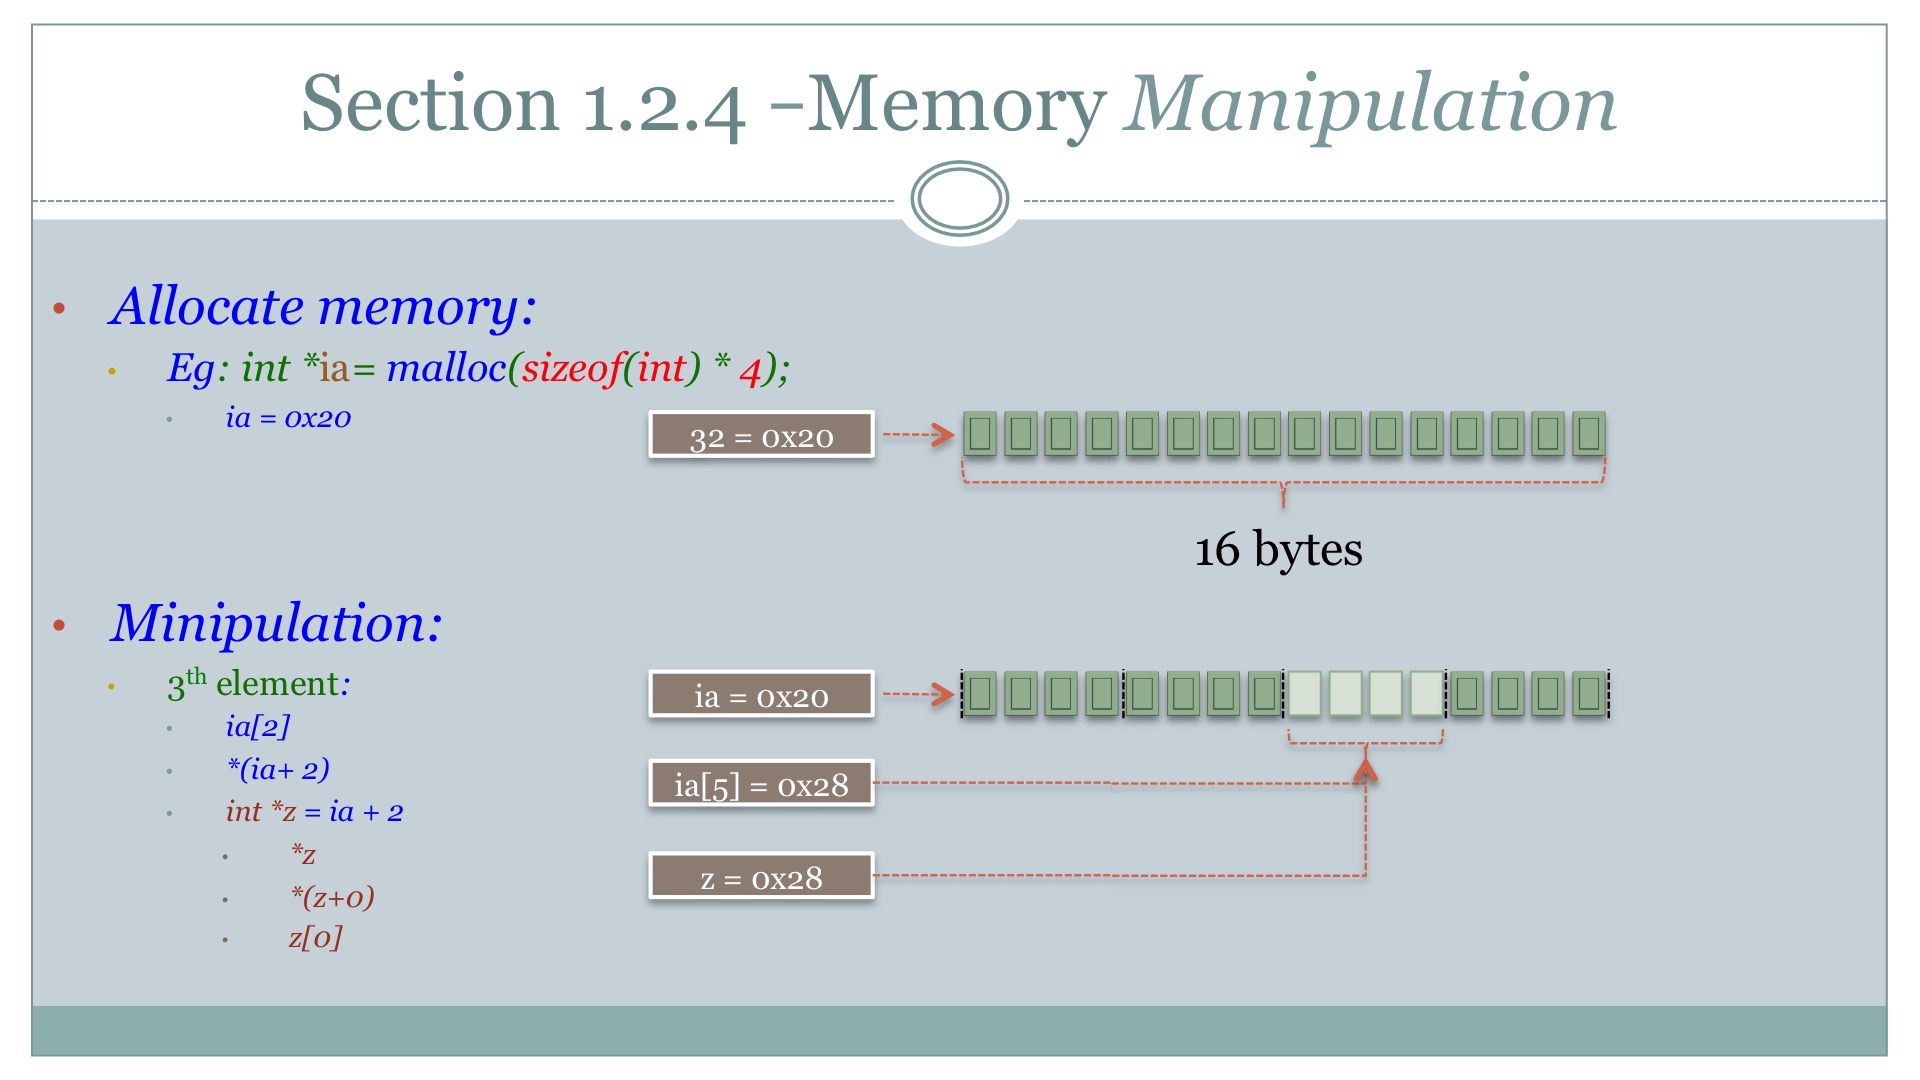 Section 1.2.4 –Memory Manipulation
• Allocate memory:
• Eg: int *ia= malloc(sizeof(int) * 4);
• ia = 0x20
32 = 0x20
16 bytes
• Minipulation:
• 3th element:
• ia[2]
• *(ia+ 2)
• int *z = ia + 2
• *z
• *(z+0)
• z[0]
ia = 0x20
ia[5] = 0x28
z = 0x28